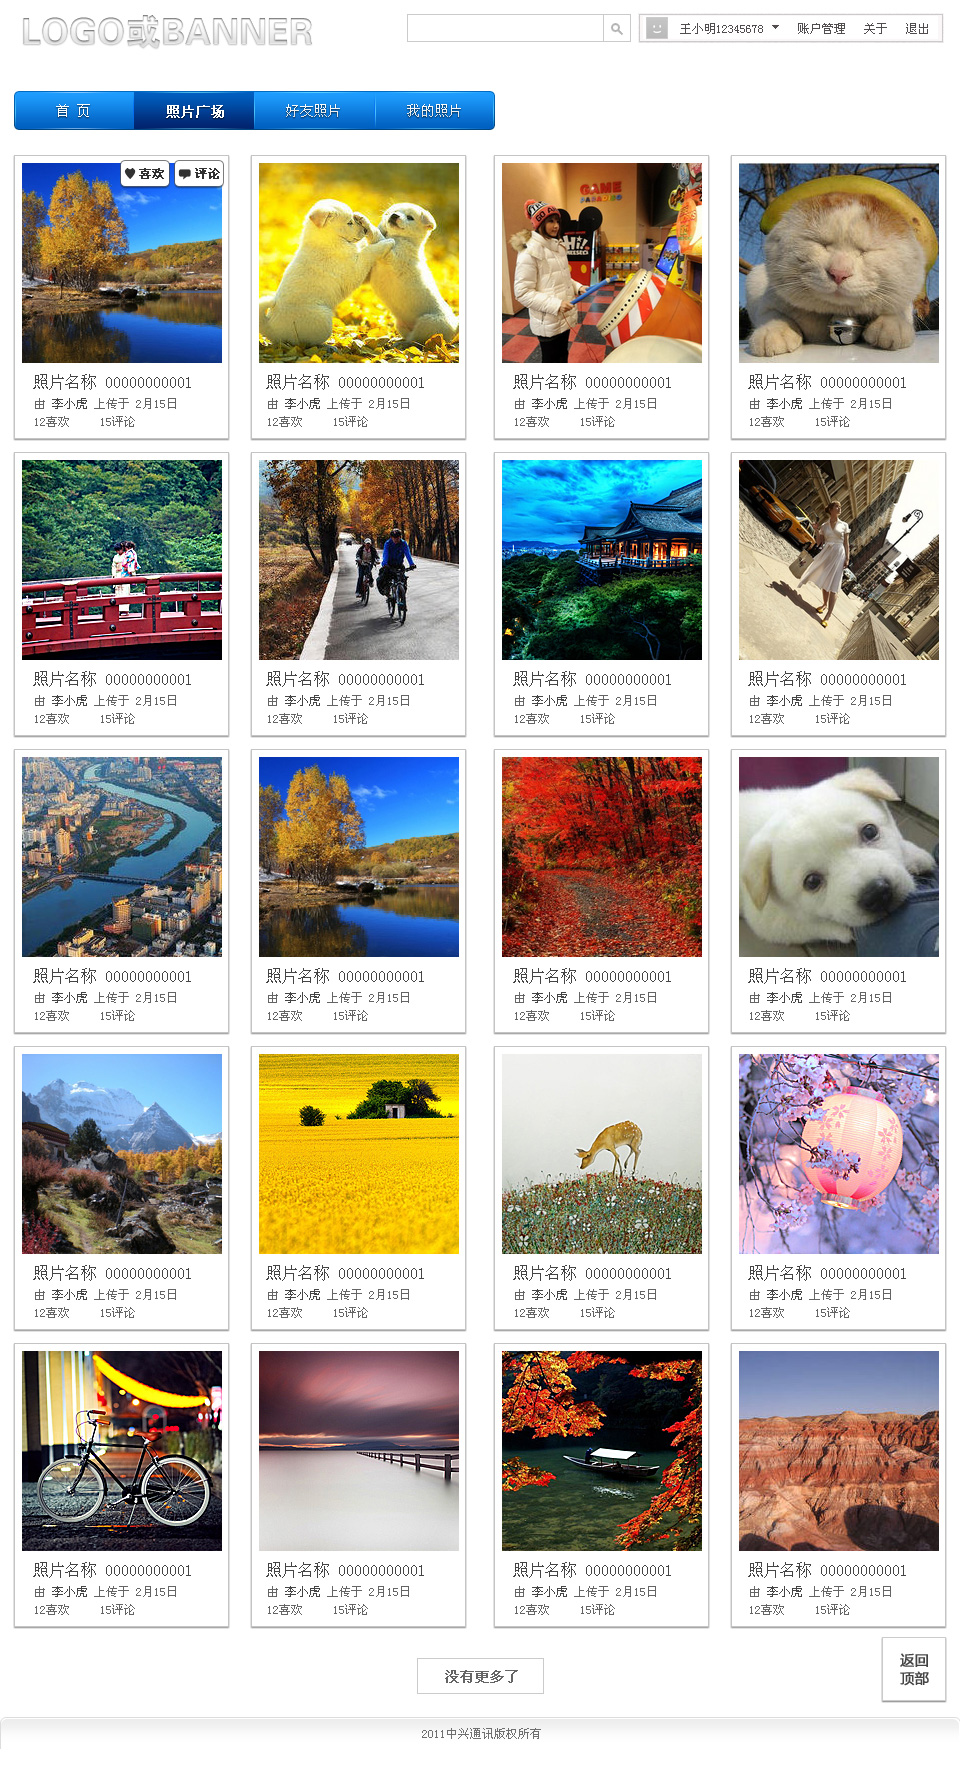 LOGO或BANNER
王小明12345678 账户管理 关于 退出
首 页 照片广场 好友照片 我的照片
喜欢 评论
GAME
Hi!
照片名称 00000000001 照片名称 00000000001 照片名称 00000000001 照片名称 00000000001
由 李小虎 上传于 2月15日 由 李小虎 上传于 2月15日 由 李小虎 上传于 2月15日 由 李小虎 上传于 2月15日
12喜欢 15评论 12喜欢 15评论 12喜欢 15评论 12喜欢 15评论
照片名称 00000000001 照片名称 00000000001 照片名称 00000000001 照片名称 00000000001
由 李小虎 上传于 2月15日 由 李小虎 上传于 2月15日 由 李小虎 上传于 2月15日 由 李小虎 上传于 2月15日
12喜欢 15评论 12喜欢 15评论 12喜欢 15评论 12喜欢 15评论
照片名称 00000000001 照片名称 00000000001 照片名称 00000000001 照片名称 00000000001
由 李小虎 上传于 2月15日 由 李小虎 上传于 2月15日 由 李小虎 上传于 2月15日 由 李小虎 上传于 2月15日
12喜欢 15评论 12喜欢 15评论 12喜欢 15评论 12喜欢 15评论
照片名称 00000000001 照片名称 00000000001 照片名称 00000000001 照片名称 00000000001
由 李小虎 上传于 2月15日 由 李小虎 上传于 2月15日 由 李小虎 上传于 2月15日 由 李小虎 上传于 2月15日
12喜欢 15评论 12喜欢 15评论 12喜欢 15评论 12喜欢 15评论
照片名称 00000000001 照片名称 00000000001 照片名称 00000000001 照片名称 00000000001
由 李小虎 上传于 2月15日 由 李小虎 上传于 2月15日 由 李小虎 上传于 2月15日 由 李小虎 上传于 2月15日
12喜欢 15评论 12喜欢 15评论 12喜欢 15评论 12喜欢 15评论
没有更多了
返回
顶部
2011中兴通讯版权所有